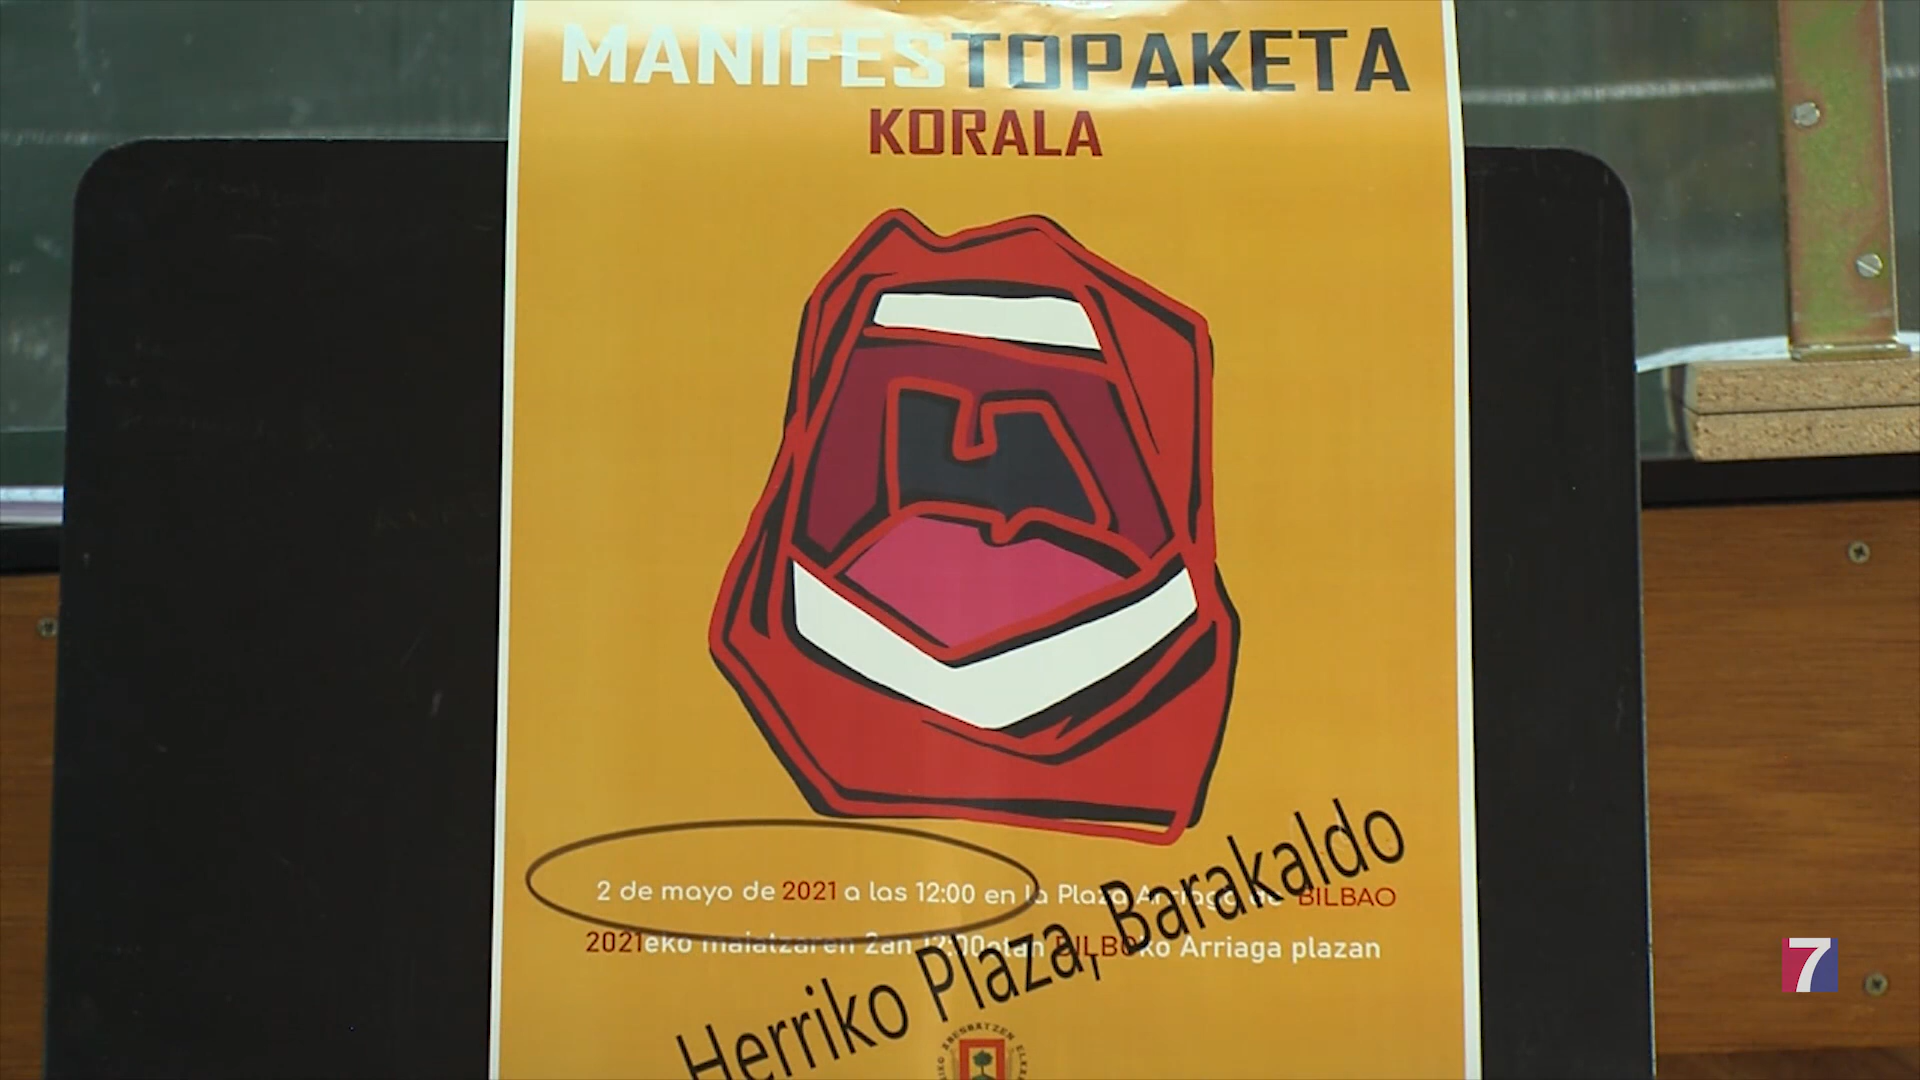 MANIFESTOPAKETA
KORALA
2 de mayo de 2021 a las 12:00 en la Plaza Arriaga de BILBAO
2021eko maiatzaren 2an 12:00etan BILBOko Arriaga plazan
Herriko Plaza, Barakaldo
7